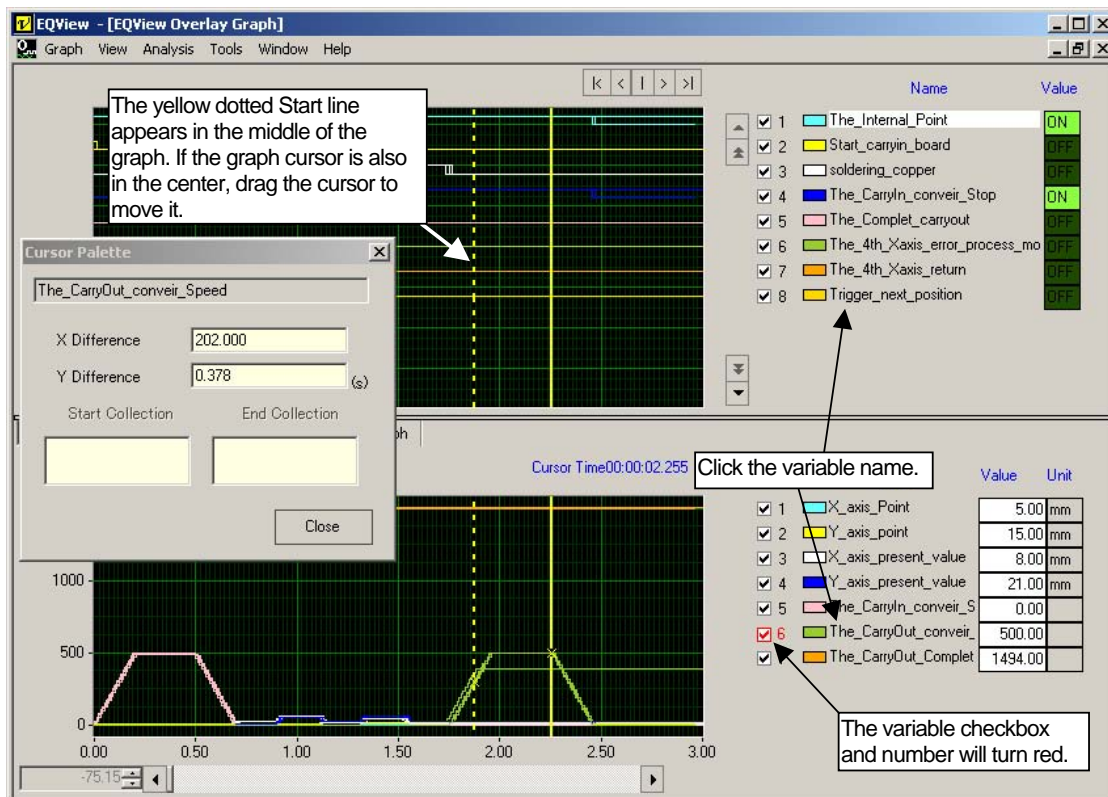 EQView - [EQView Overlay Graph]
Graph View Analysis Tools Window Help
The yellow dotted Start line
appears in the middle of the
graph. If the graph cursor is also
in the center, drag the cursor to
move it.
Name Value
1 The_Internal_Point ON
2 Start_carryin_board OFF
3 soldering_copper OFF
4 The_CarryIn_conveir_Stop ON
5 The_Complet_carryout OFF
6 The_4th_Xaxis_error_process_mo OFF
7 The_4th_Xaxis_return OFF
8 Trigger_next_position OFF
Cursor Palette
The_CarryOut_conveir_Speed
X Difference 202.000
Y Difference 0.378 (s)
Start Collection End Collection
Close
ph
Cursor Time00:00:02.255
Click the variable name.
Value Unit
1 X_axis_Point 5.00 mm
2 Y_axis_point 15.00 mm
3 X_axis_present_value 8.00 mm
4 Y_axis_present_value 21.00 mm
5 The_CarryIn_conveir_S 0.00
6 The_CarryOut_conveir_ 500.00
The_CarryOut_Complet 1494.00
The variable checkbox
and number will turn red.
1000
500
0
0.00 0.50 1.00 1.50 2.00 2.50 3.00
-75.15